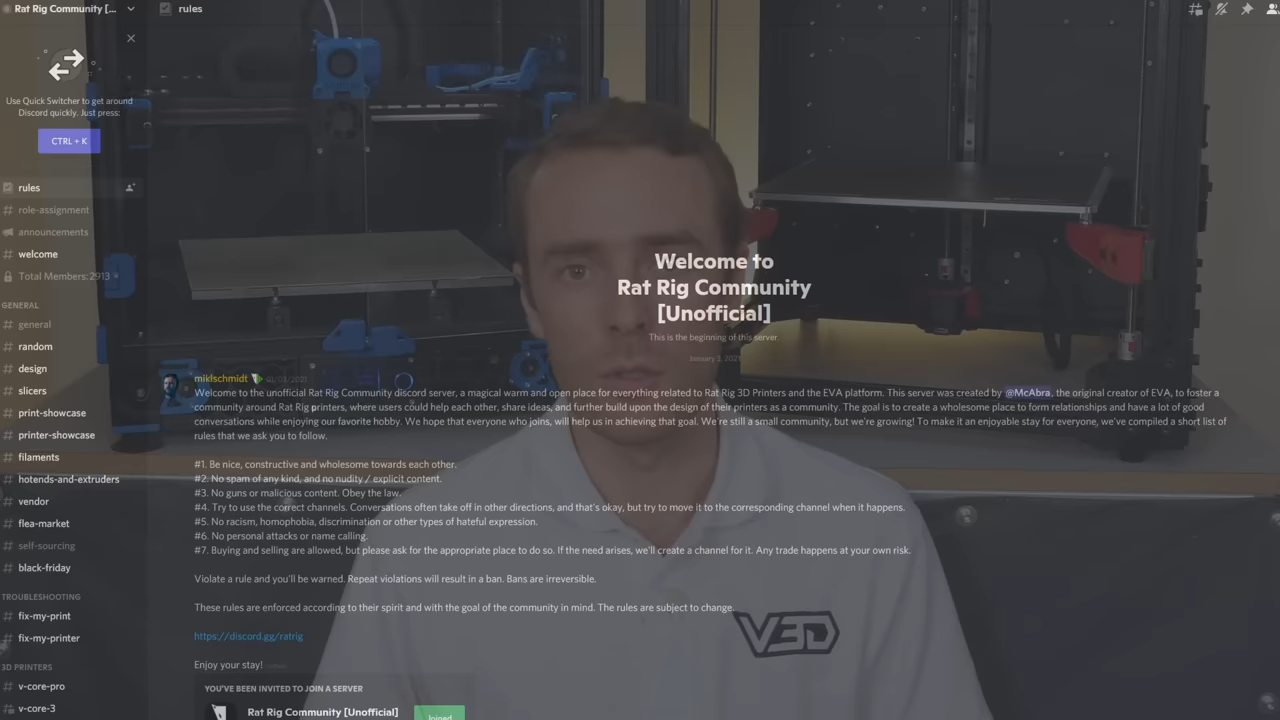 Rat Rig Community [...
rules
Use Quick Switcher to get around
Discord quickly. Just press:
CTRL + K
rules
role-assignment
announcements
welcome
Total Members: 2913
GENERAL
general
random
design
slicers
print-showcase
printer-showcase
filaments
hotends-and-extruders
vendor
flea-market
self-sourcing
black-friday
TROUBLESHOOTING
fix-my-print
fix-my-printer
3D PRINTERS
v-core-pro
v-core-3
Welcome to
Rat Rig Community
[Unofficial]
This is the beginning of this server.
January 3, 2021
miklschmidt 01/03/2021
Welcome to the unofficial Rat Rig Community discord server, a magical warm and open place for everything related to Rat Rig 3D Printers and the EVA platform. This server was created by @McAbra, the original creator of EVA, to foster a
community around Rat Rig printers, where users could help each other, share ideas, and further build upon the design of their printers as a community. The goal is to create a wholesome place to form relationships and have a lot of good
conversations while enjoying our favorite hobby. We hope that everyone who joins, will help us in achieving that goal. We're still a small community, but we're growing! To make it an enjoyable stay for everyone, we've compiled a short list of
rules that we ask you to follow.
#1. Be nice, constructive and wholesome towards each other.
#2. No spam of any kind, and no nudity / explicit content.
#3. No guns or malicious content. Obey the law.
#4. Try to use the correct channels. Conversations often take off in other directions, and that's okay, but try to move it to the corresponding channel when it happens.
#5. No racism, homophobia, discrimination or other types of hateful expression.
#6. No personal attacks or name calling.
#7. Buying and selling are allowed, but please ask for the appropriate place to do so. If the need arises, we'll create a channel for it. Any trade happens at your own risk.
Violate a rule and you'll be warned. Repeat violations will result in a ban. Bans are irreversible.
These rules are enforced according to their spirit and with the goal of the community in mind. The rules are subject to change.
https://discord.gg/ratrig
Enjoy your stay!
YOU'VE BEEN INVITED TO JOIN A SERVER
Rat Rig Community [Unofficial]
Joined
V3D